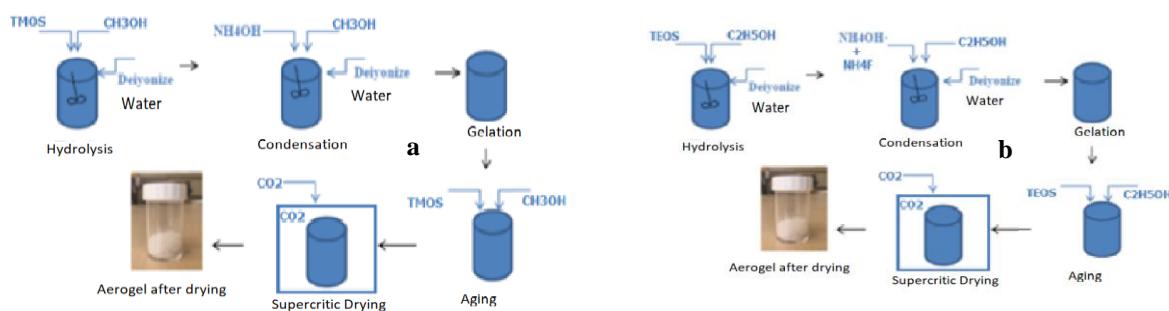 TMOS
CH3OH
Deiyonize
Water
Hydrolysis
NH4OH
CH3OH
Deiyonize
Water
Condensation
Gelation
a
TMOS
CH3OH
Aging
CO2
CO2
Supercritic Drying
Aerogel after drying
TEOS
C2H5OH
Deiyonize
Water
Hydrolysis
NH4OH
+
NH4F
C2H5OH
Deiyonize
Water
Condensation
Gelation
b
TEOS
C2H5OH
Aging
CO2
CO2
Supercritic Drying
Aerogel after drying